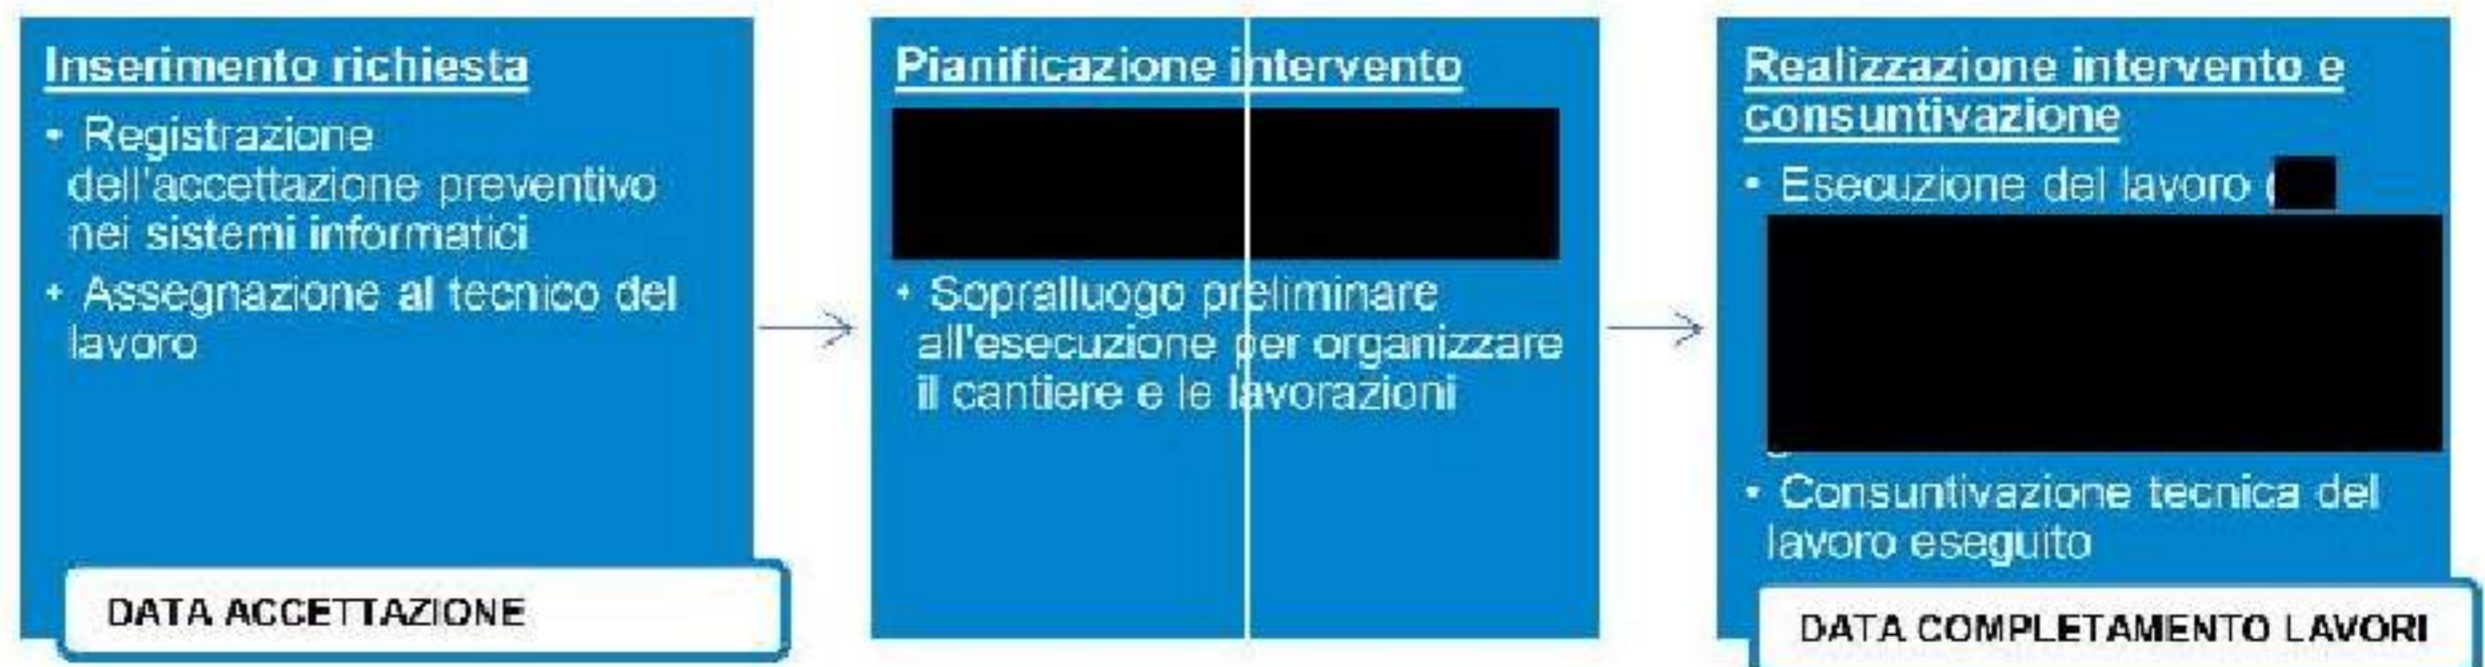 Inserimento richiesta
• Registrazione
dell'accettazione preventivo
nei sistemi informatici
• Assegnazione al tecnico del
lavoro
DATA ACCETTAZIONE
Pianificazione intervento
• Sopralluogo preliminare
all'esecuzione per organizzare
il cantiere e le lavorazioni
Realizzazione intervento e
consuntivazione
• Esecuzione del lavoro (
• Consuntivazione tecnica del
lavoro eseguito
DATA COMPLETAMENTO LAVORI